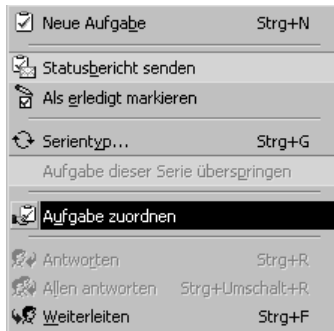 Neue Aufgabe Strg+N
Statusbericht senden
Als erledigt markieren
Serientyp... Strg+G
Aufgabe dieser Serie überspringen
Aufgabe zuordnen
Antworten Strg+R
Allen antworten Strg+Umschalt+R
Weiterleiten Strg+F